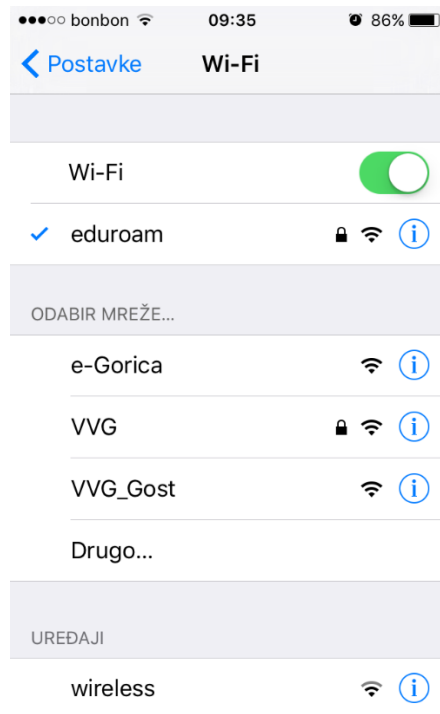 bonbon 09:35 86%
Postavke Wi-Fi
Wi-Fi
eduroam
ODABIR MREŽE...
e-Gorica
VVG
VVG_Gost
Drugo...
UREĐAJI
wireless